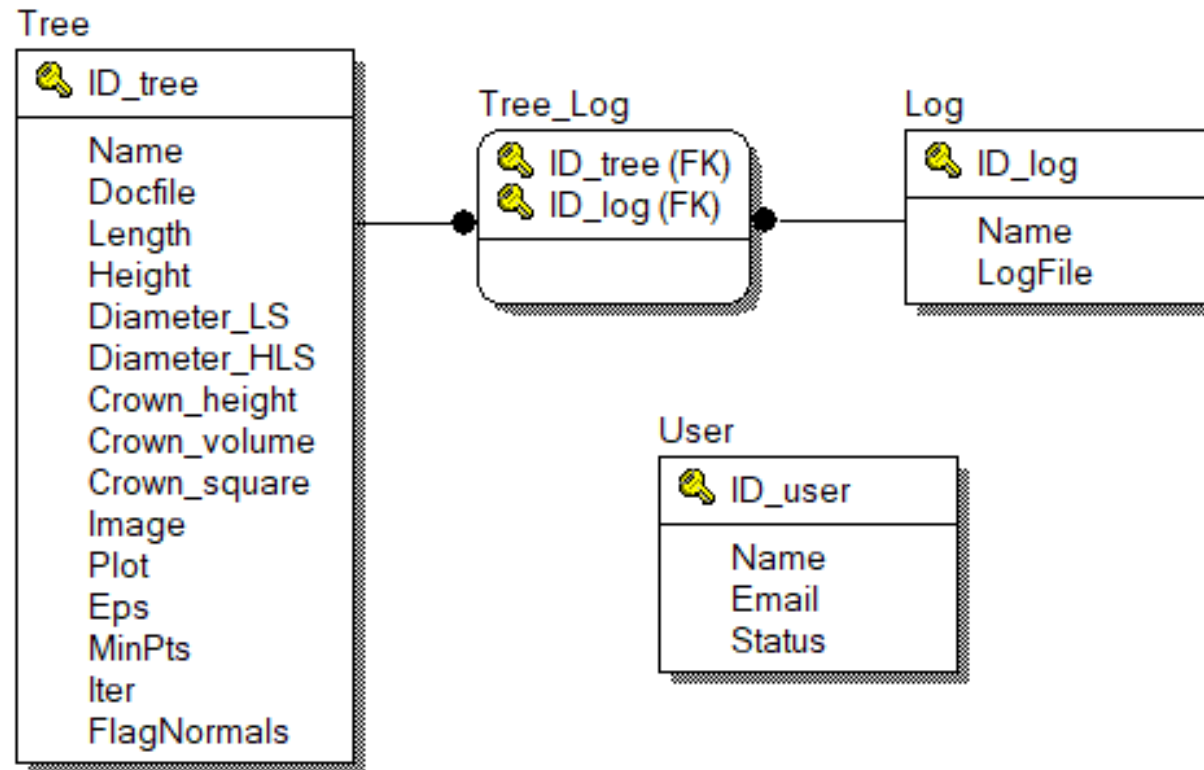 Tree
ID_tree
Name
Docfile
Length
Height
Diameter_LS
Diameter_HLS
Crown_height
Crown_volume
Crown_square
Image
Plot
Eps
MinPts
Iter
FlagNormals
Tree_Log
ID_tree (FK)
ID_log (FK)
Log
ID_log
Name
LogFile
User
ID_user
Name
Email
Status